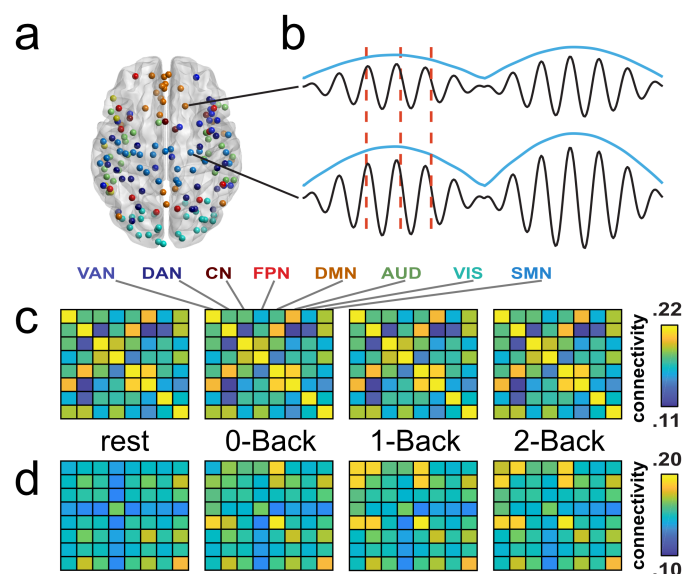 a
b
VAN DAN CN FPN DMN AUD VIS SMN
c
.22
connectivity
.11
rest 0-Back 1-Back 2-Back
d
.20
connectivity
.10